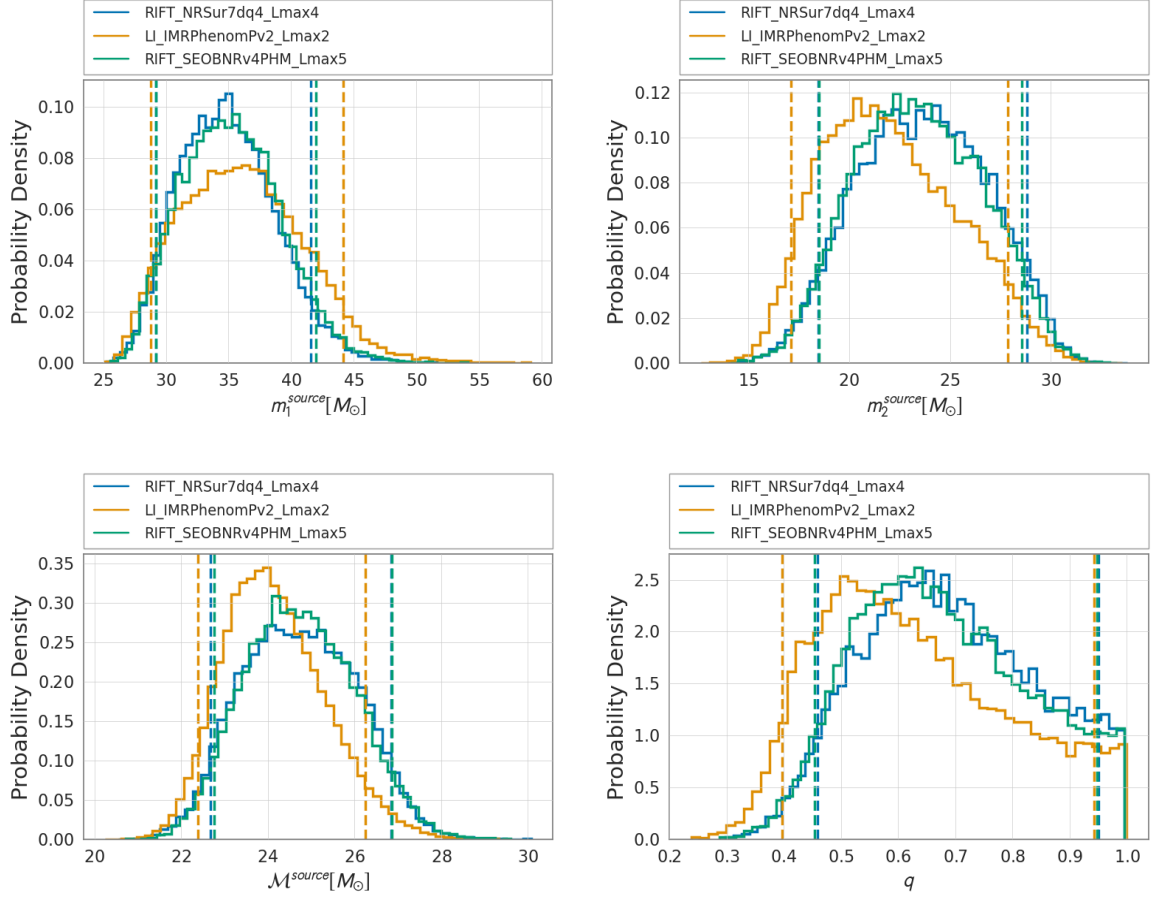 RIFT_NRSur7dq4_Lmax4
LI_IMRPhenomPv2_Lmax2
RIFT_SEOBNRv4PHM_Lmax5
Probability Density
0.10
0.08
0.06
0.04
0.02
0.00
25 30 35 40 45 50 55 60
m₁^source[M⊙]
RIFT_NRSur7dq4_Lmax4
LI_IMRPhenomPv2_Lmax2
RIFT_SEOBNRv4PHM_Lmax5
Probability Density
0.12
0.10
0.08
0.06
0.04
0.02
0.00
15 20 25 30
m₂^source[M⊙]
RIFT_NRSur7dq4_Lmax4
LI_IMRPhenomPv2_Lmax2
RIFT_SEOBNRv4PHM_Lmax5
Probability Density
0.35
0.30
0.25
0.20
0.15
0.10
0.05
0.00
20 22 24 26 28 30
ℳ^source[M⊙]
RIFT_NRSur7dq4_Lmax4
LI_IMRPhenomPv2_Lmax2
RIFT_SEOBNRv4PHM_Lmax5
Probability Density
2.5
2.0
1.5
1.0
0.5
0.0
0.2 0.3 0.4 0.5 0.6 0.7 0.8 0.9 1.0
q